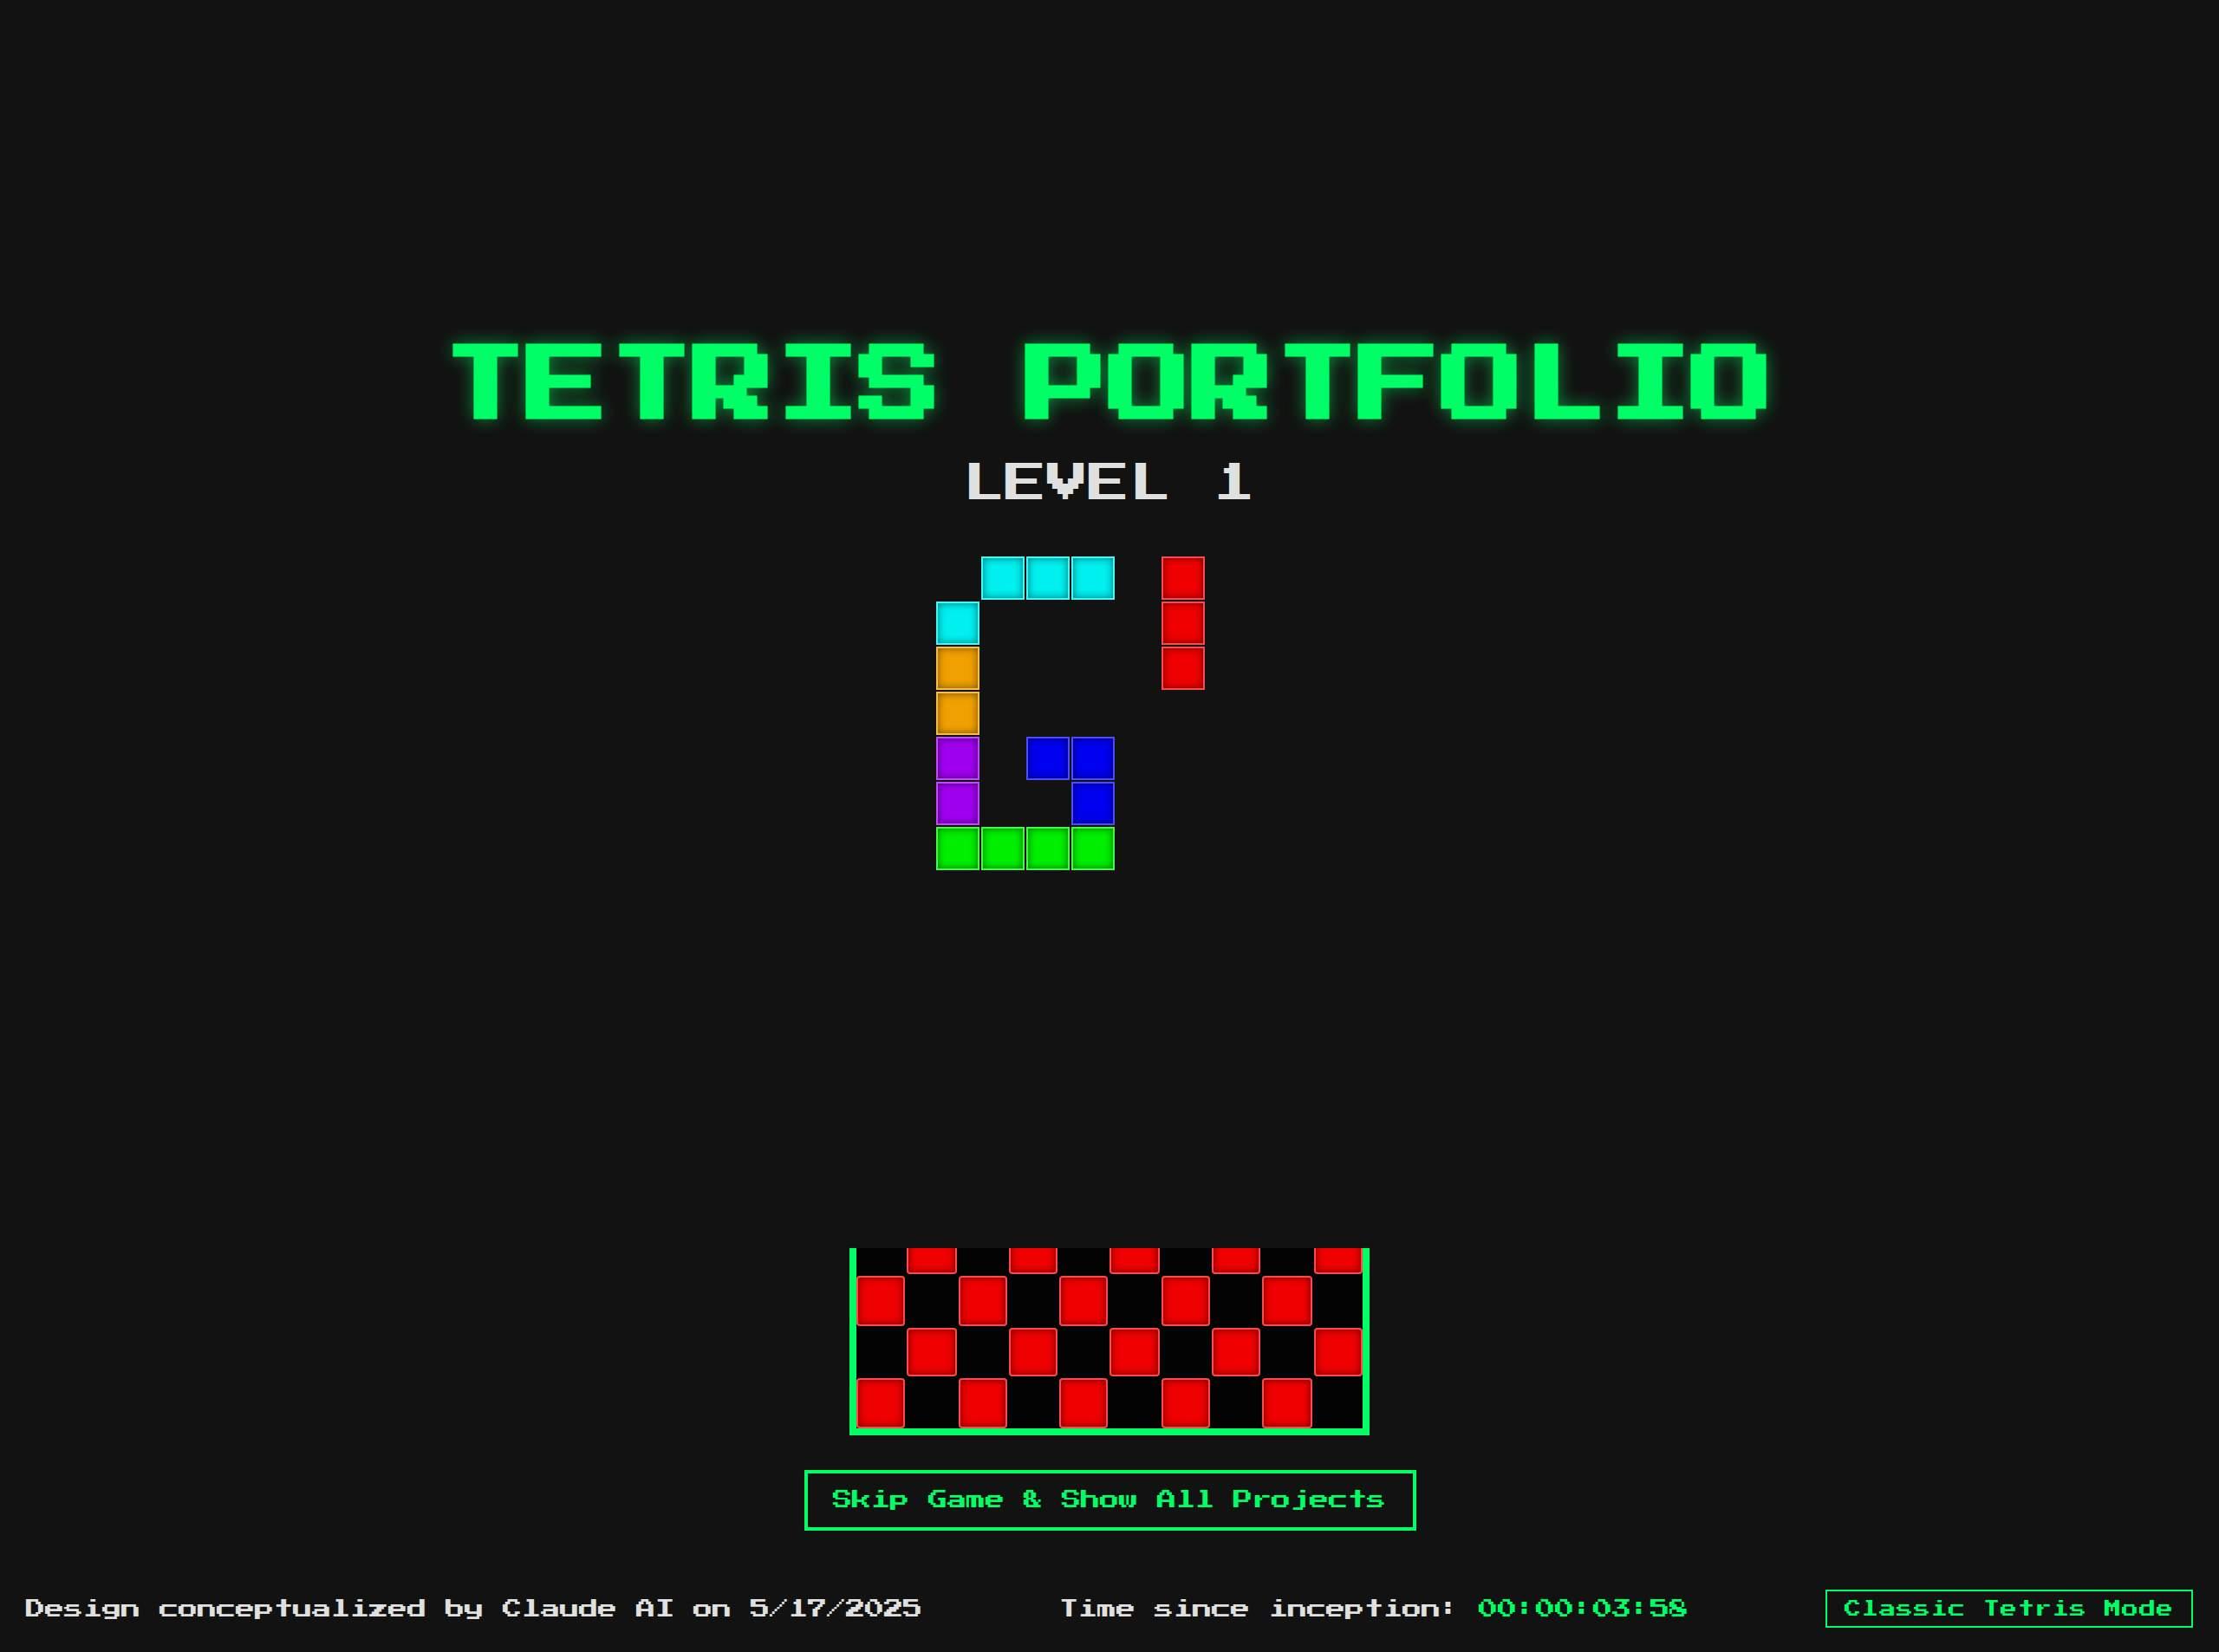 TETRIS PORTFOLIO
LEVEL 1
Skip Game & Show All Projects
Design conceptualized by Claude AI on 5/17/2025
Time since inception: 00:00:03:58
Classic Tetris Mode